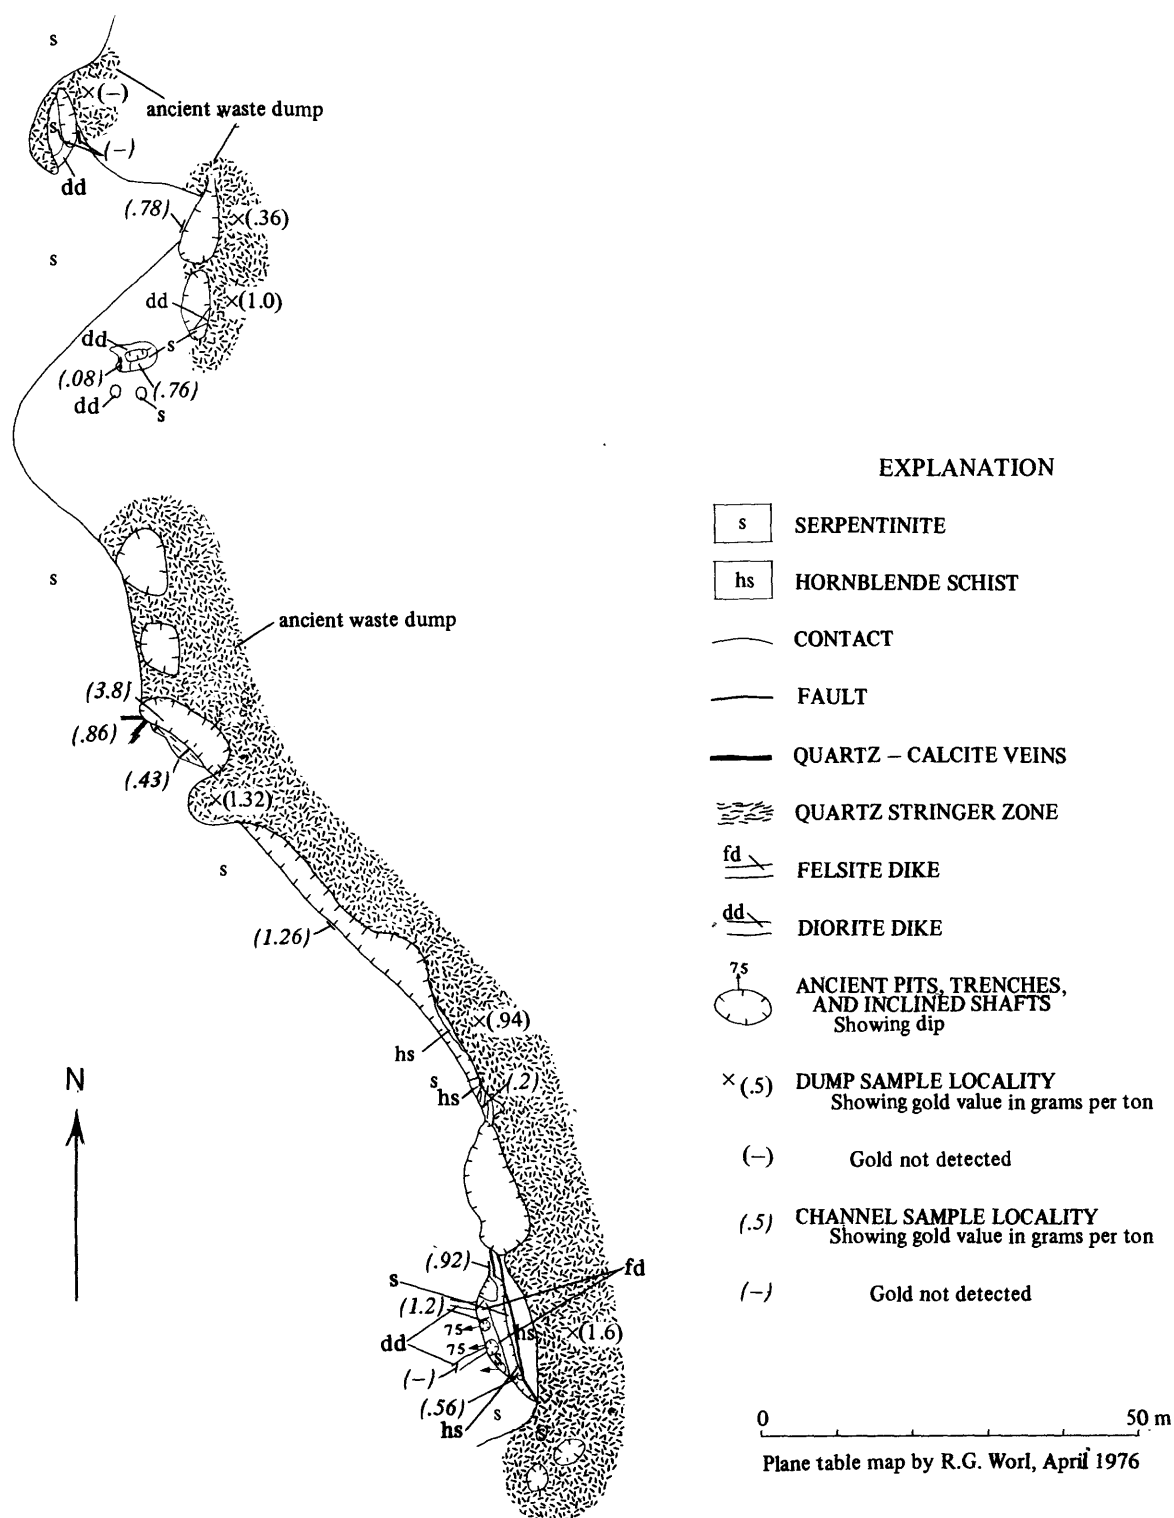 s
×(–)
ancient waste dump
s
(–)
dd
(.78)
×(.36)
s
dd
×(1.0)
dd
s
(.08)
(.76)
dd
s
s
ancient waste dump
(3.8)
(.86)
(.43)
×(1.32)
s
(1.26)
×(.94)
hs
s
hs
(.2)
(.92)
s
fd
(1.2)
75
hs
×(1.6)
dd
75
s
(–)
(.56)
s
hs
s
N
EXPLANATION
s SERPENTINITE
hs HORNBLENDE SCHIST
CONTACT
FAULT
QUARTZ – CALCITE VEINS
QUARTZ STRINGER ZONE
fd FELSITE DIKE
dd DIORITE DIKE
75
ANCIENT PITS, TRENCHES,
AND INCLINED SHAFTS
Showing dip
× (.5) DUMP SAMPLE LOCALITY
Showing gold value in grams per ton
(–) Gold not detected
(.5) CHANNEL SAMPLE LOCALITY
Showing gold value in grams per ton
(–) Gold not detected
0 50 m
Plane table map by R.G. Worl, April 1976